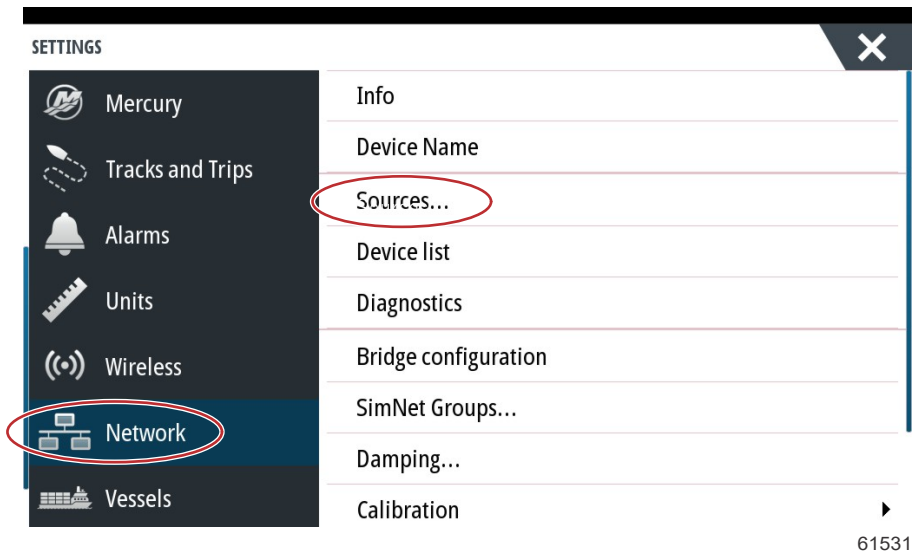 SETTINGS
Mercury
Tracks and Trips
Alarms
Units
Wireless
Network
Vessels
Info
Device Name
Sources...
Device list
Diagnostics
Bridge configuration
SimNet Groups...
Damping...
Calibration
61531